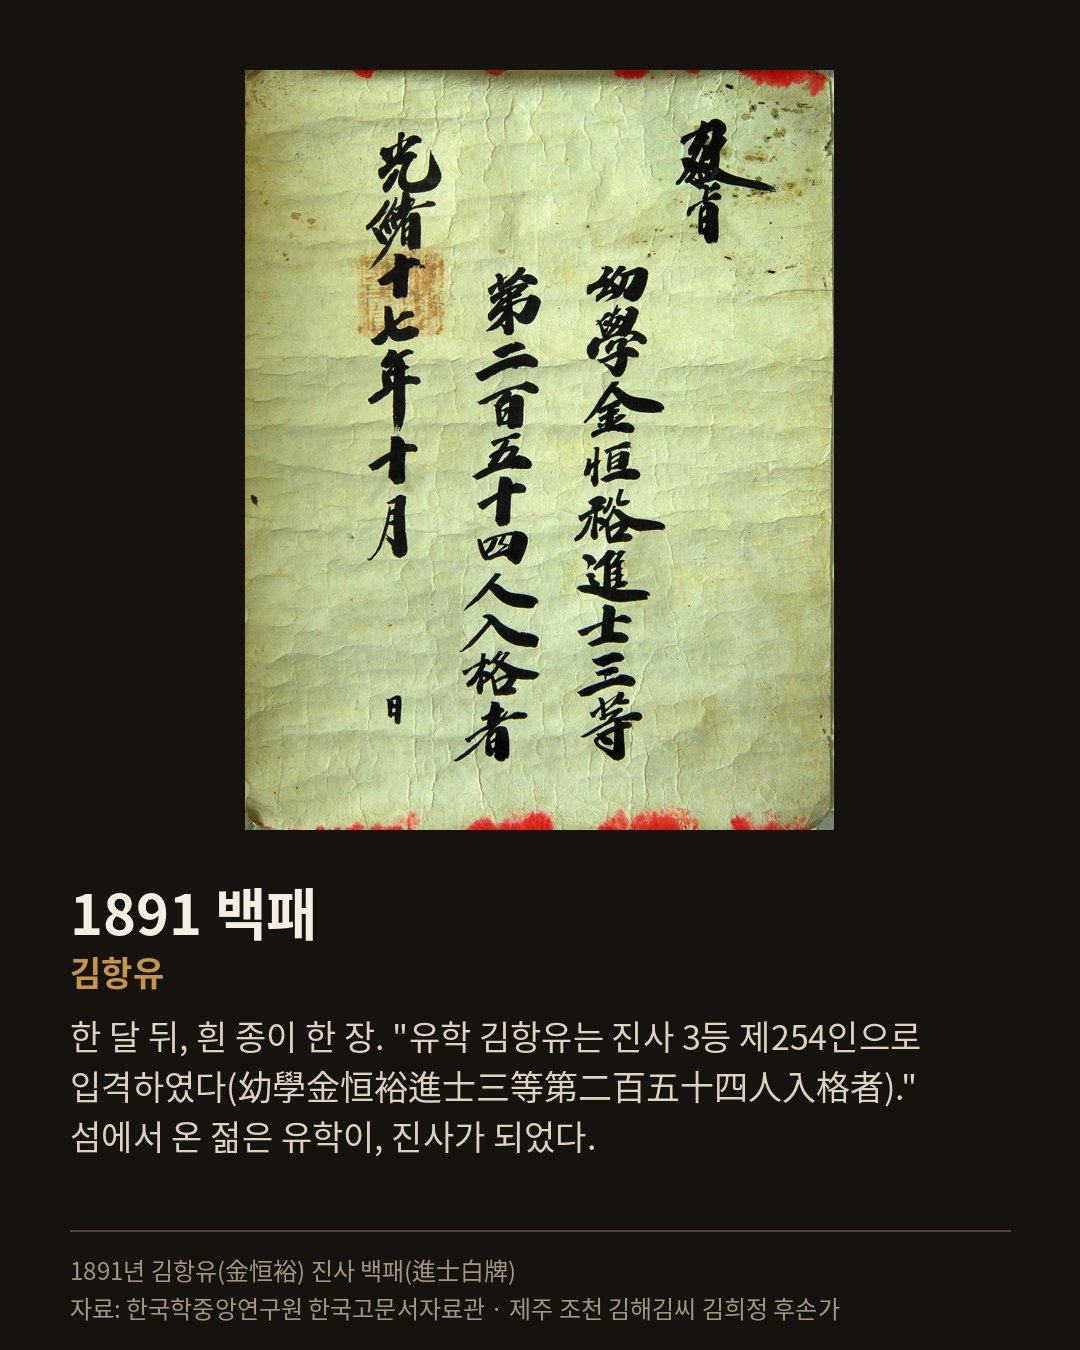 敎旨
幼學金恒裕進士三等
第二百五十四人入格者
光緖十七年十月 日
1891 백패
김항유
한 달 뒤, 흰 종이 한 장. "유학 김항유는 진사 3등 제254인으로
입격하였다(幼學金恒裕進士三等第二百五十四人入格者)."
섬에서 온 젊은 유학이, 진사가 되었다.
1891년 김항유(金恒裕) 진사 백패(進士白牌)
자료: 한국학중앙연구원 한국고문서자료관 · 제주 조천 김해김씨 김희정 후손가